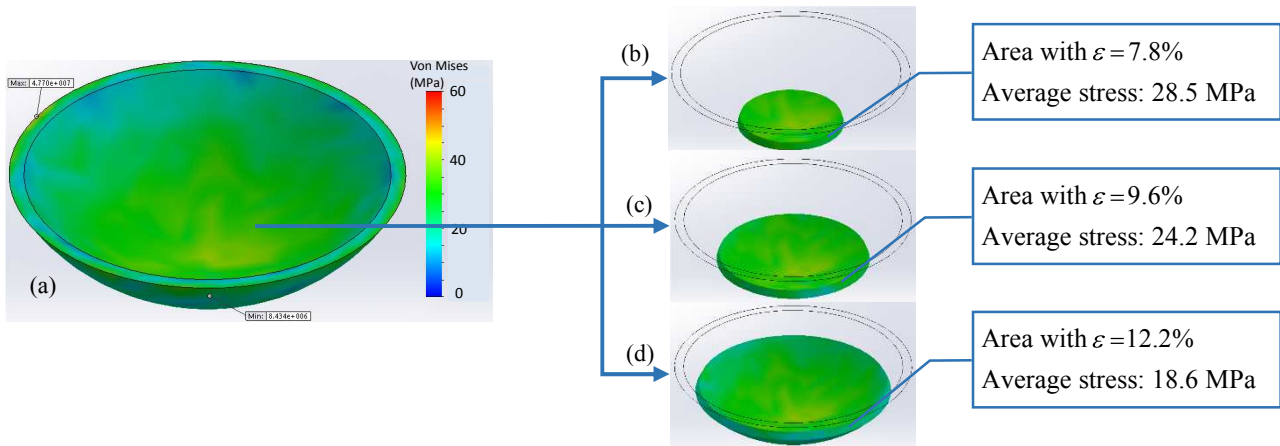 Max: 4.770e+007
Von Mises
(MPa)
60
40
20
0
(a)
Min: 8.434e+006
(b)
Area with ε=7.8%
Average stress: 28.5 MPa
(c)
Area with ε=9.6%
Average stress: 24.2 MPa
(d)
Area with ε=12.2%
Average stress: 18.6 MPa